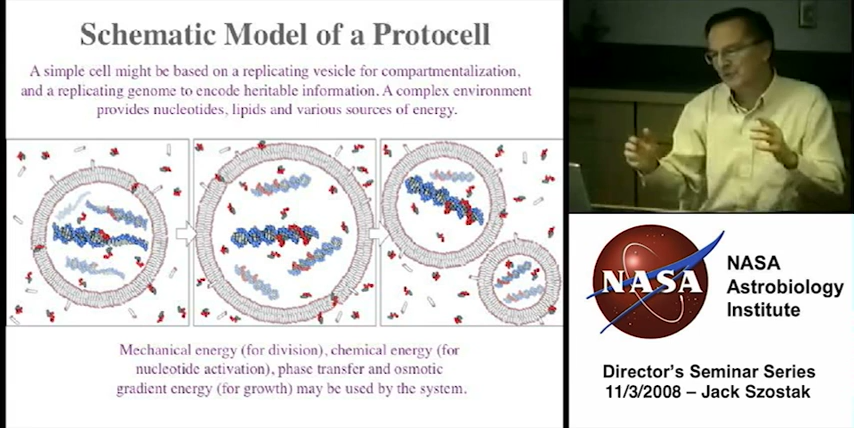 Schematic Model of a Protocell
A simple cell might be based on a replicating vesicle for compartmentalization,
and a replicating genome to encode heritable information. A complex environment
provides nucleotides, lipids and various sources of energy.
Mechanical energy (for division), chemical energy (for
nucleotide activation), phase transfer and osmotic
gradient energy (for growth) may be used by the system.
NASA
NASA
Astrobiology
Institute
Director's Seminar Series
11/3/2008 – Jack Szostak